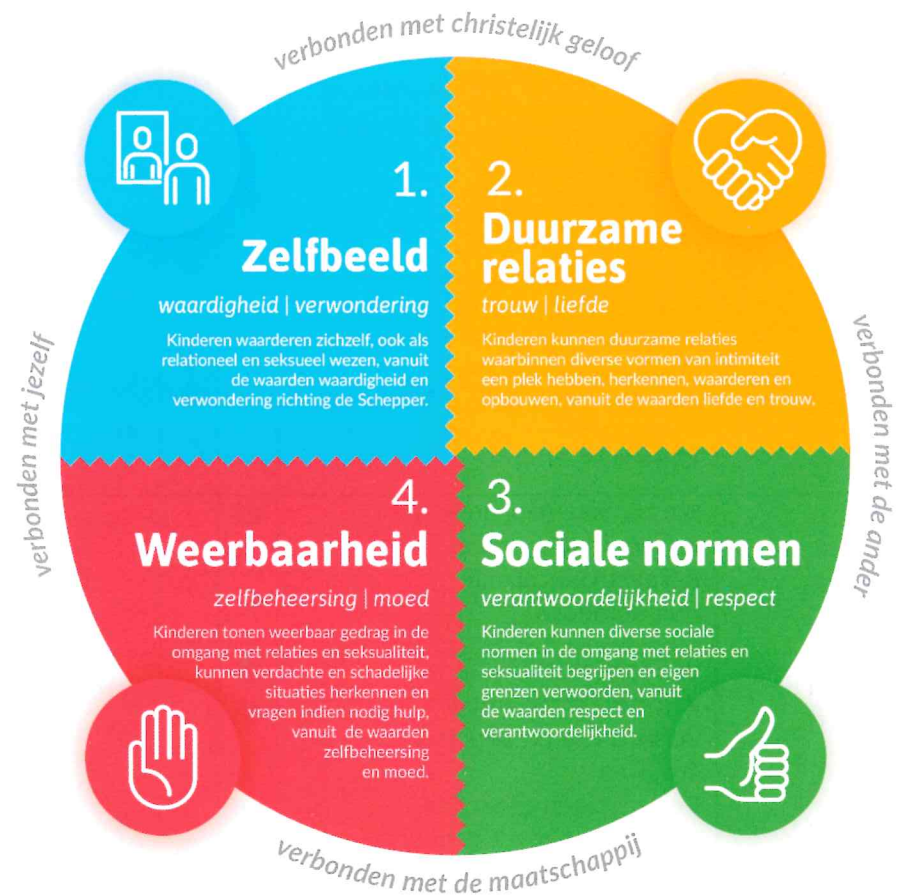 verbonden met christelijk geloof
1.
Zelfbeeld
waardigheid | verwondering
Kinderen waarderen zichzelf, ook als
relationeel en seksueel wezen, vanuit
de waarden waardigheid en
verwondering richting de Schepper.
2.
Duurzame
relaties
trouw | liefde
Kinderen kunnen duurzame relaties
waarbinnen diverse vormen van intimiteit
een plek hebben, herkennen, waarderen en
opbouwen, vanuit de waarden liefde en trouw.
verbonden met jezelf
verbonden met de ander
4.
Weerbaarheid
zelfbeheersing | moed
Kinderen tonen weerbaar gedrag in de
omgang met relaties en seksualiteit,
kunnen verdachte en schadelijke
situaties herkennen en
vragen indien nodig hulp,
vanuit de waarden
zelfbeheersing
en moed.
3.
Sociale normen
verantwoordelijkheid | respect
Kinderen kunnen diverse sociale
normen in de omgang met relaties en
seksualiteit begrijpen en eigen
grenzen verwoorden, vanuit
de waarden respect en
verantwoordelijkheid.
verbonden met de maatschappij